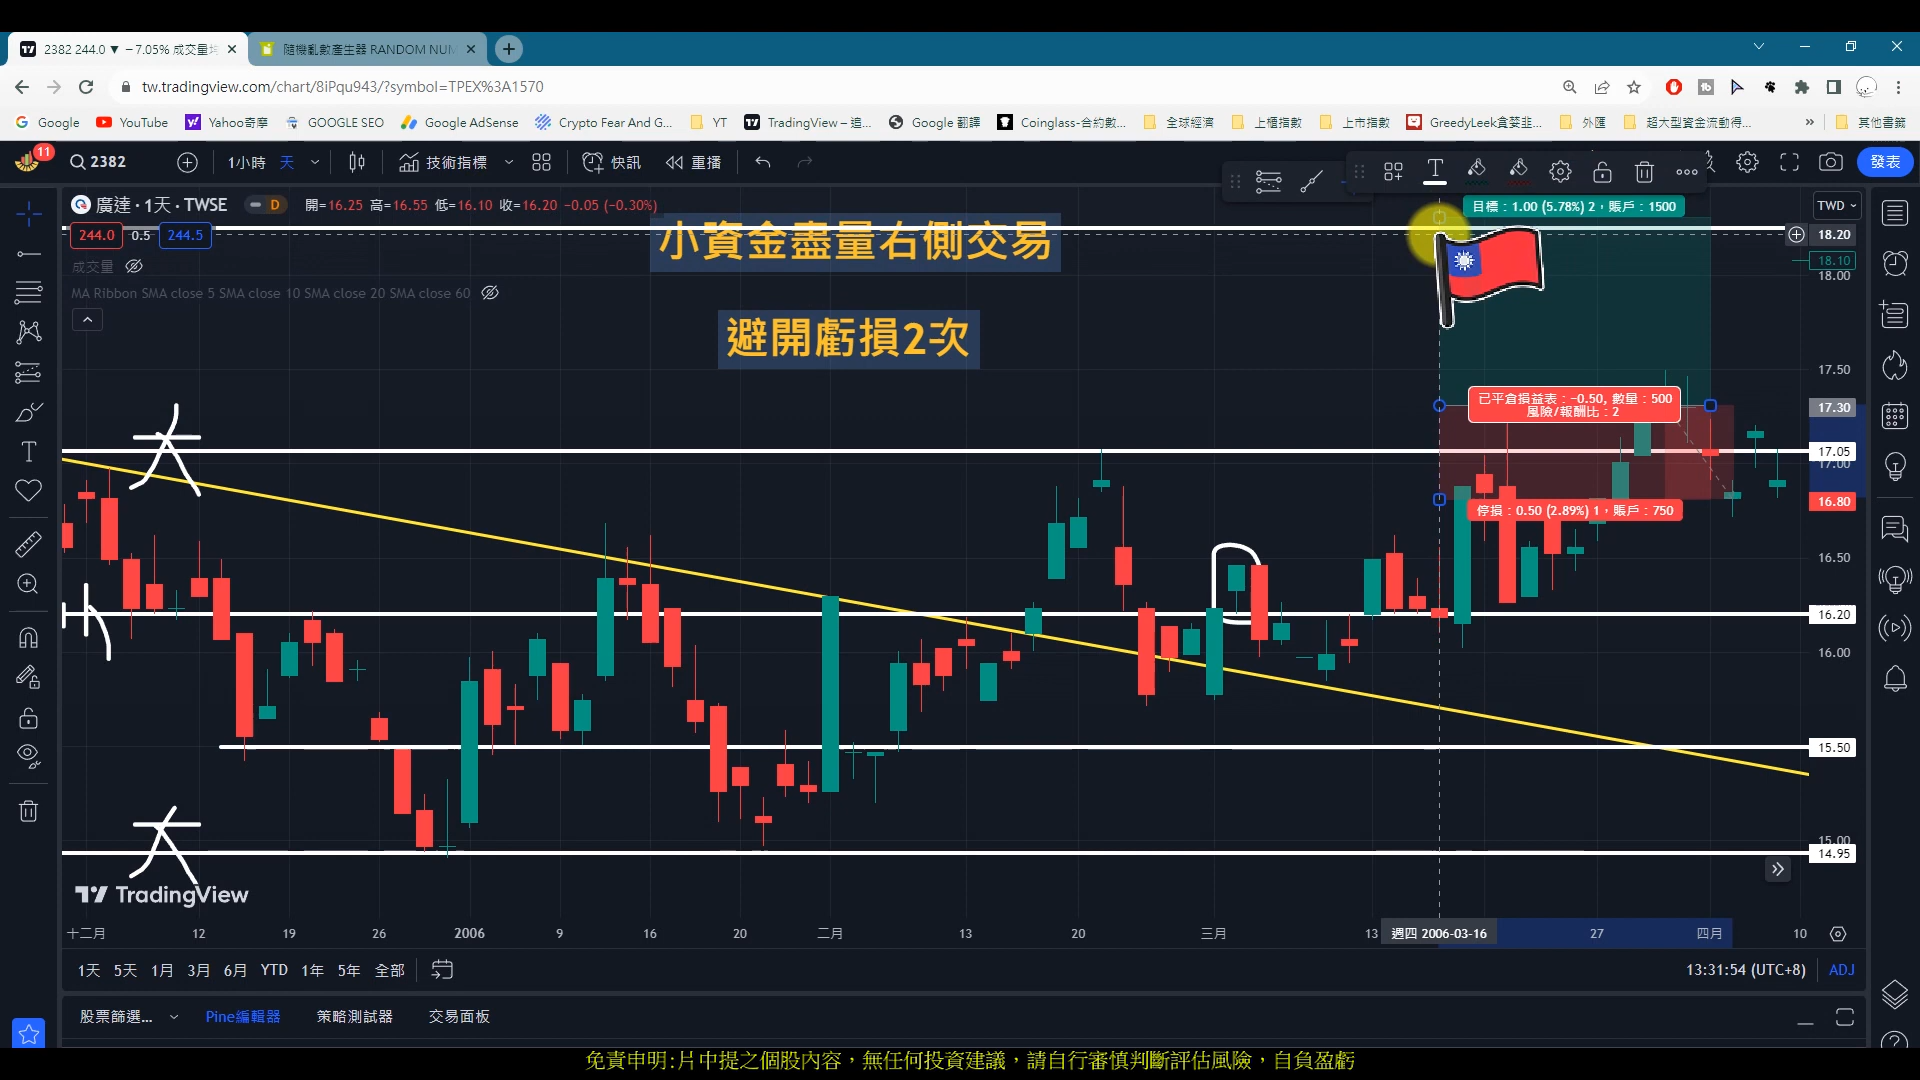 2382 244.0 ▼ −7.05% 成交量
隨機亂數產生器 RANDOM NUM
tw.tradingview.com/chart/8iPqu943/?symbol=TPEX%3A1570
Google
YouTube
Yahoo奇摩
GOOGLE SEO
Google AdSense
Crypto Fear And G...
YT
TradingView – 追...
Google 翻譯
Coinglass-合約數...
全球經濟
上櫃指數
上市指數
GreedyLeek貪婪韭...
外匯
超大型資金流動得...
»
其他書籤
11
2382
1小時
天
技術指標
快訊
重播
發表
廣達 · 1天 · TWSE
D
開=16.25 高=16.55 低=16.10 收=16.20 −0.05 (−0.30%)
244.0
0.5
244.5
成交量
MA Ribbon SMA close 5 SMA close 10 SMA close 20 SMA close 60
小資金盡量右側交易
避開虧損2次
目標：1.00 (5.78%) 2，賬戶：1500
已平倉損益表：−0.50, 數量：500
風險/報酬比：2
停損：0.50 (2.89%) 1，賬戶：750
TWD
18.20
18.10
18.00
17.50
17.30
17.05
17.00
16.80
16.50
16.20
16.00
15.50
15.00
14.95
大
小
大
TradingView
十二月
12
19
26
2006
9
16
20
二月
13
20
三月
13
週四 2006-03-16
27
四月
10
1天
5天
1月
3月
6月
YTD
1年
5年
全部
13:31:54 (UTC+8)
ADJ
股票篩選...
Pine編輯器
策略測試器
交易面板
免責申明:片中提之個股內容，無任何投資建議，請自行審慎判斷評估風險，自負盈虧